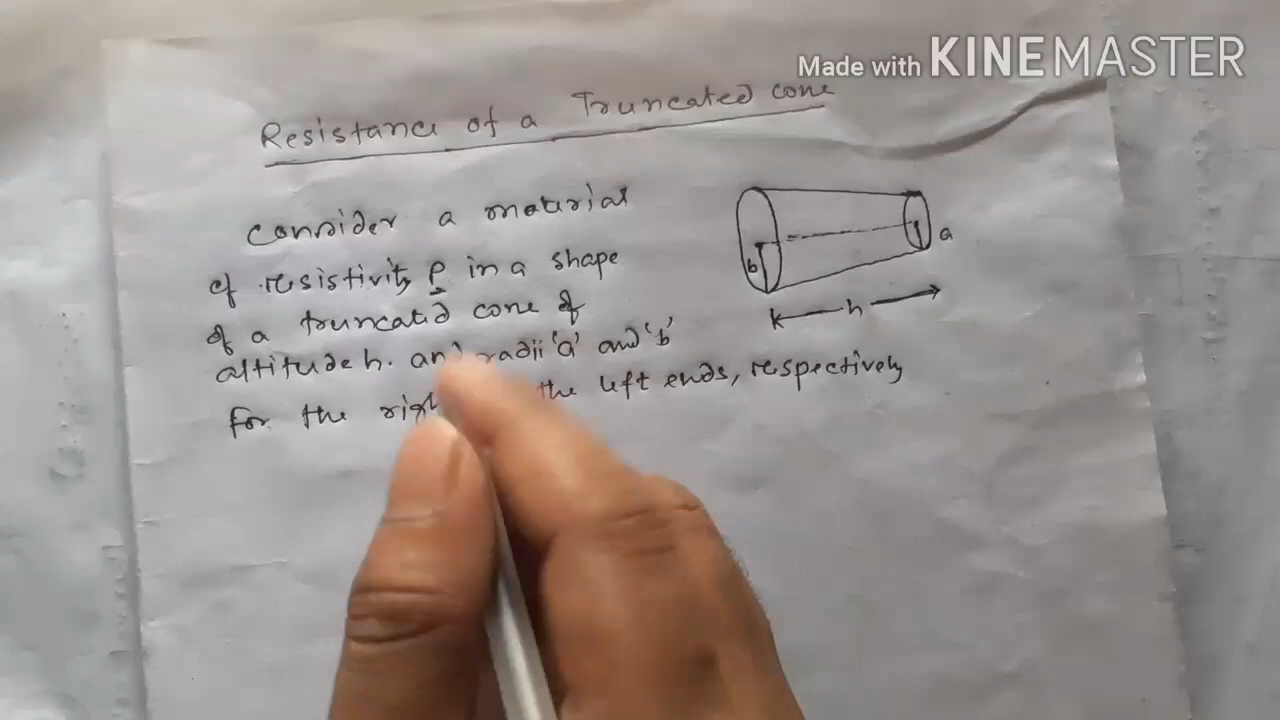 Made with KINEMASTER
Resistance of a Truncated cone
Consider a material
of resistivity ρ in a shape
of a truncated cone of
altitude h. and radii 'a' and 'b'
for the the left ends, respectively
b
a
h